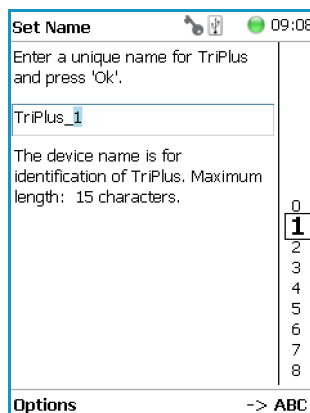 Set Name 09:08
Enter a unique name for TriPlus
and press 'Ok'.
TriPlus_1
The device name is for
identification of TriPlus. Maximum
length: 15 characters.
0
1
2
3
4
5
6
7
8
Options -> ABC